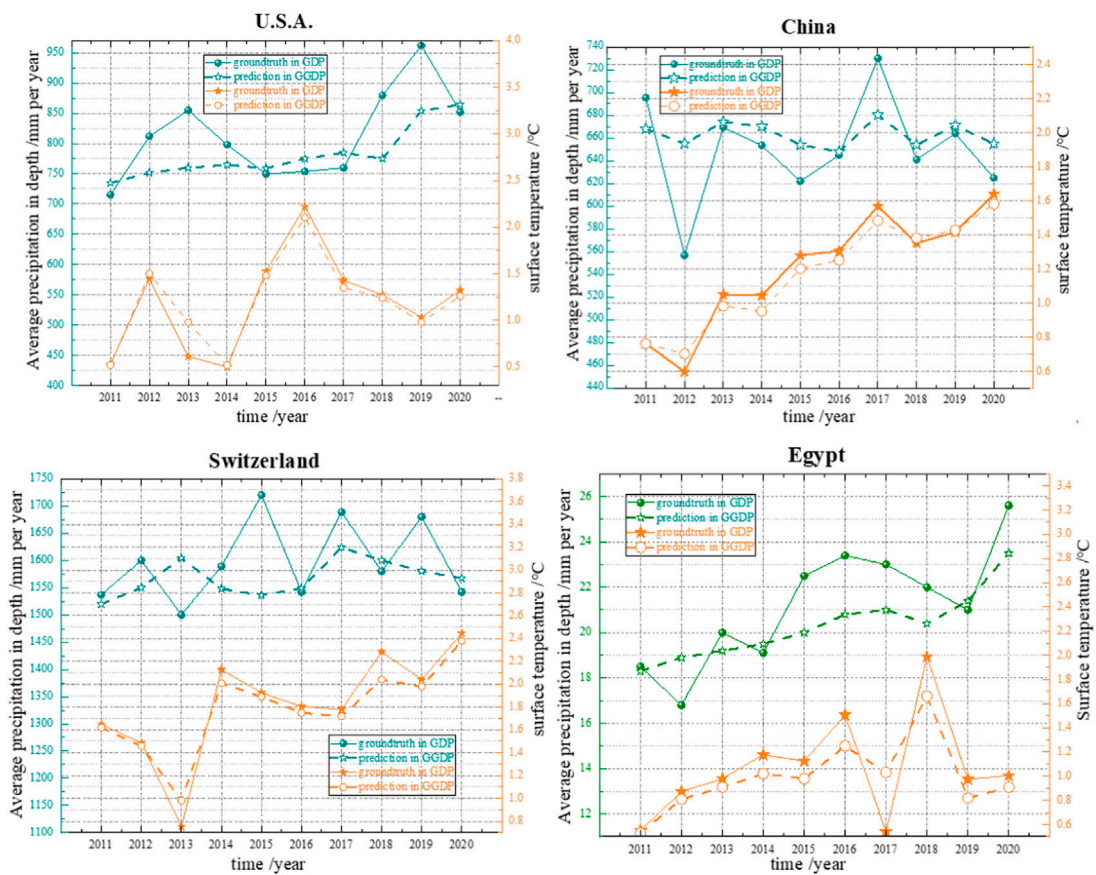 U.S.A.
groundtruth in GDP
prediction in GGDP
groundtruth in GDP
prediction in GGDP
Average precipitation in depth /mm per year
950
900
850
800
750
700
650
600
550
500
450
400
4.0
3.5
3.0
2.5
2.0
1.5
1.0
0.5
surface temperature /°C
2011 2012 2013 2014 2015 2016 2017 2018 2019 2020 --
time /year
China
groundtruth in GDP
prediction in GGDP
groundtruth in GDP
prediction in GGDP
Average precipitation in depth /mm per year
740
720
700
680
660
640
620
600
580
560
540
520
500
480
460
440
2.4
2.2
2.0
1.8
1.6
1.4
1.2
1.0
0.8
0.6
surface temperature /°C
2011 2012 2013 2014 2015 2016 2017 2018 2019 2020
time /year
Switzerland
Average precipitation in depth /mm per year
1750
1700
1650
1600
1550
1500
1450
1400
1350
1300
1250
1200
1150
1100
3.8
3.6
3.4
3.2
3.0
2.8
2.6
2.4
2.2
2.0
1.8
1.6
1.4
1.2
1.0
0.8
surface temperature /°C
groundtruth in GDP
prediction in GGDP
groundtruth in GDP
prediction in GGDP
2011 2012 2013 2014 2015 2016 2017 2018 2019 2020
time /year
Egypt
groundtruth in GDP
prediction in GGDP
groundtruth in GDP
prediction in GGDP
Average precipitation in depth /mm per year
26
24
22
20
18
16
14
12
3.4
3.2
3.0
2.8
2.6
2.4
2.2
2.0
1.8
1.6
1.4
1.2
1.0
0.8
0.6
Surface temperature /°C
2011 2012 2013 2014 2015 2016 2017 2018 2019 2020
time /year